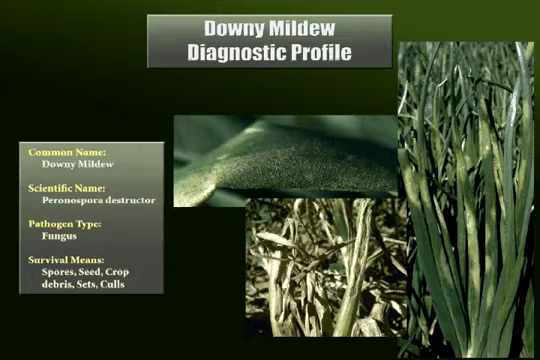 Downy Mildew
Diagnostic Profile
Common Name:
Downy Mildew
Scientific Name:
Peronospora destructor
Pathogen Type:
Fungus
Survival Means:
Spores, Seed, Crop
debris, Sets, Culls